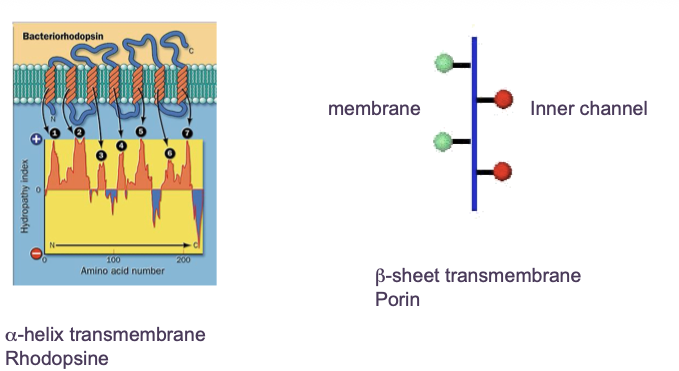 Bacteriorhodopsin
C
N
1 2 3 4 5 6 7
+
Hydropathy index
0
−
N C
0 100 200
Amino acid number
α-helix transmembrane
Rhodopsine
membrane
Inner channel
β-sheet transmembrane
Porin